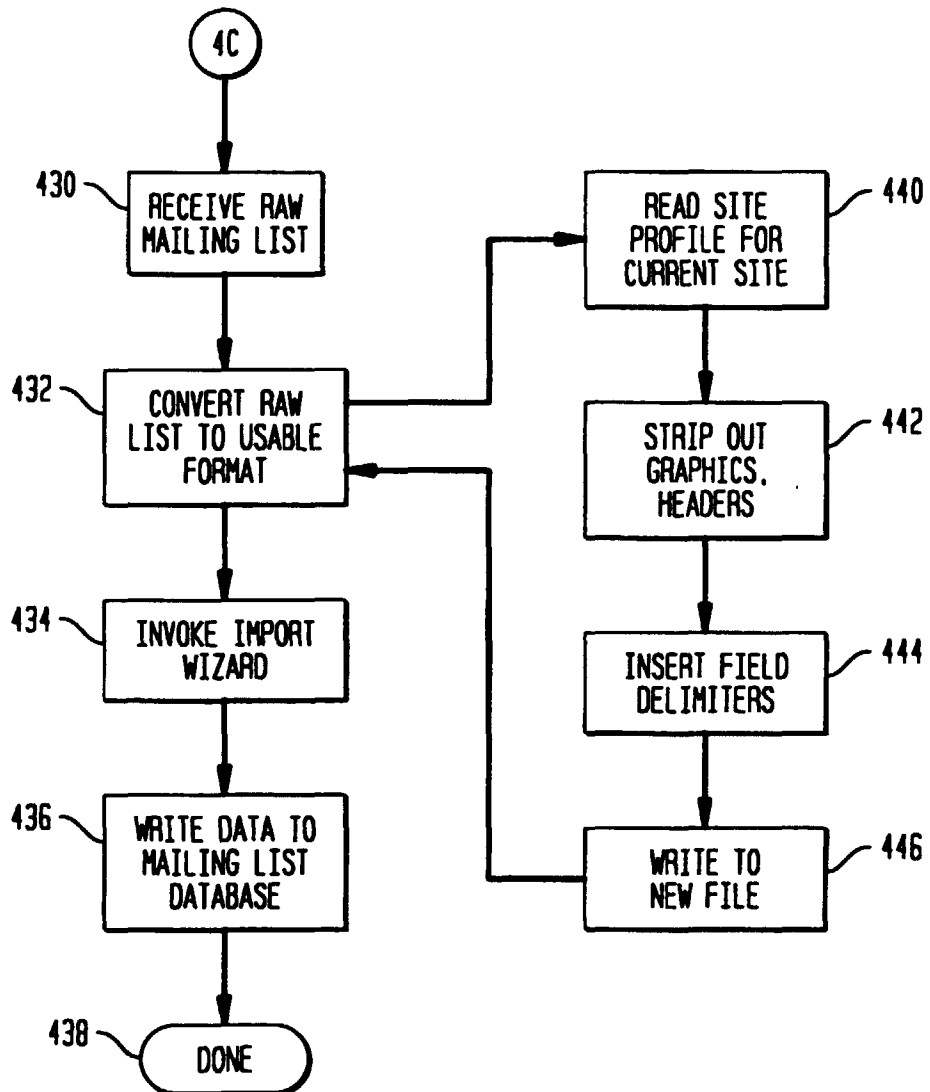 4C
430
RECEIVE RAW
MAILING LIST
432
CONVERT RAW
LIST TO USABLE
FORMAT
434
INVOKE IMPORT
WIZARD
436
WRITE DATA TO
MAILING LIST
DATABASE
438
DONE
440
READ SITE
PROFILE FOR
CURRENT SITE
442
STRIP OUT
GRAPHICS.
HEADERS
444
INSERT FIELD
DELIMITERS
446
WRITE TO
NEW FILE